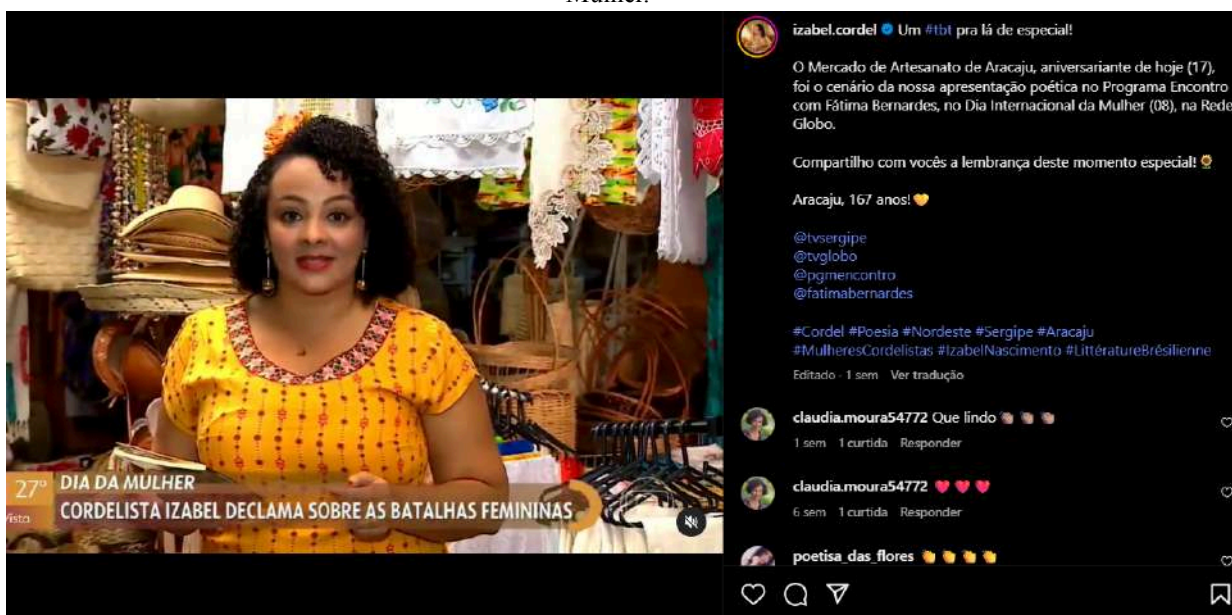 Mulher.
izabel.cordel Um #tbt pra lá de especial!
O Mercado de Artesanato de Aracaju, aniversariante de hoje (17),
foi o cenário da nossa apresentação poética no Programa Encontro
com Fátima Bernardes, no Dia Internacional da Mulher (08), na Rede
Globo.
Compartilho com vocês a lembrança deste momento especial! 🌻
Aracaju, 167 anos! 💛
@tvsergipe
@tvglobo
@pgmencontro
@fatimabernardes
#Cordel #Poesia #Nordeste #Sergipe #Aracaju
#MulheresCordelistas #IzabelNascimento #LittératureBrésilienne
Editado · 1 sem Ver tradução
claudia.moura54772 Que lindo 👏🏽 👏🏽 👏🏽
1 sem 1 curtida Responder
claudia.moura54772 ❤️ ❤️ ❤️
6 sem 1 curtida Responder
poetisa_das_flores 👏 👏 👏 👏
27º
Vista
DIA DA MULHER
CORDELISTA IZABEL DECLAMA SOBRE AS BATALHAS FEMININAS